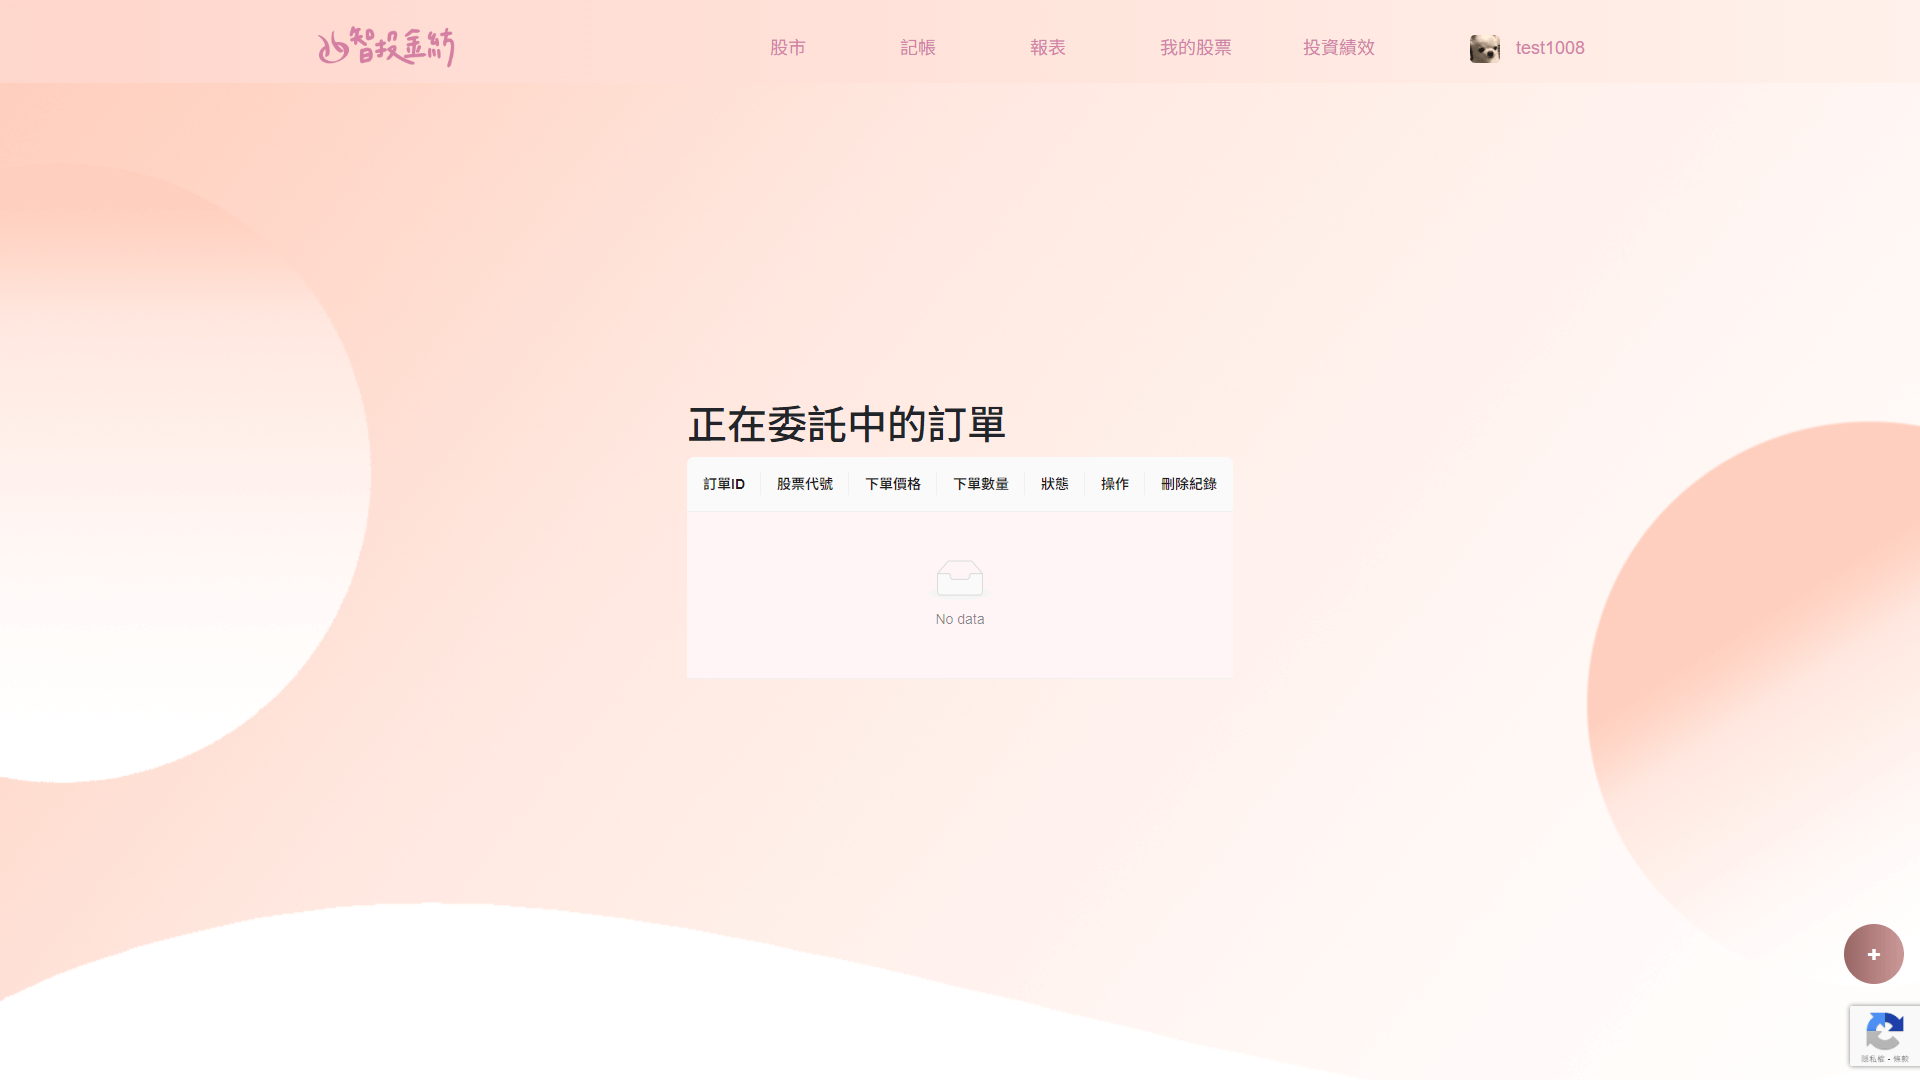 智投金紡
股市
記帳
報表
我的股票
投資績效
test1008
正在委託中的訂單
訂單ID
股票代號
下單價格
下單數量
狀態
操作
刪除紀錄
No data
+
隱私權 - 條款